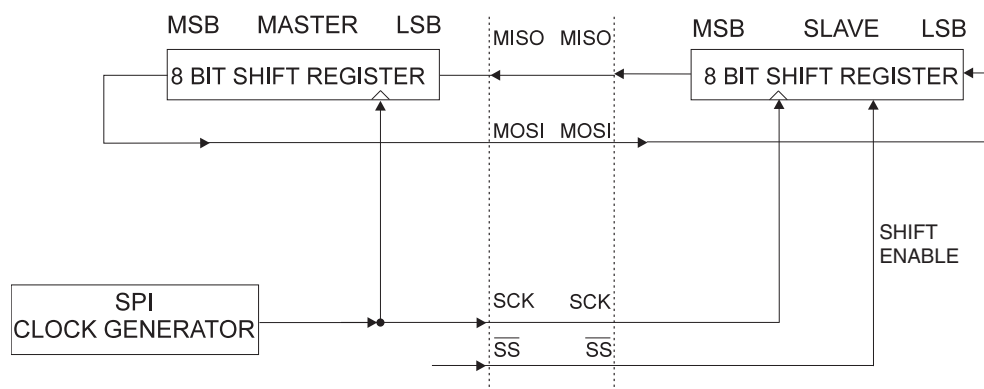 MSB MASTER LSB
MISO MISO
MSB SLAVE LSB
8 BIT SHIFT REGISTER
8 BIT SHIFT REGISTER
MOSI MOSI
SHIFT
ENABLE
SPI
CLOCK GENERATOR
SCK SCK
SS SS